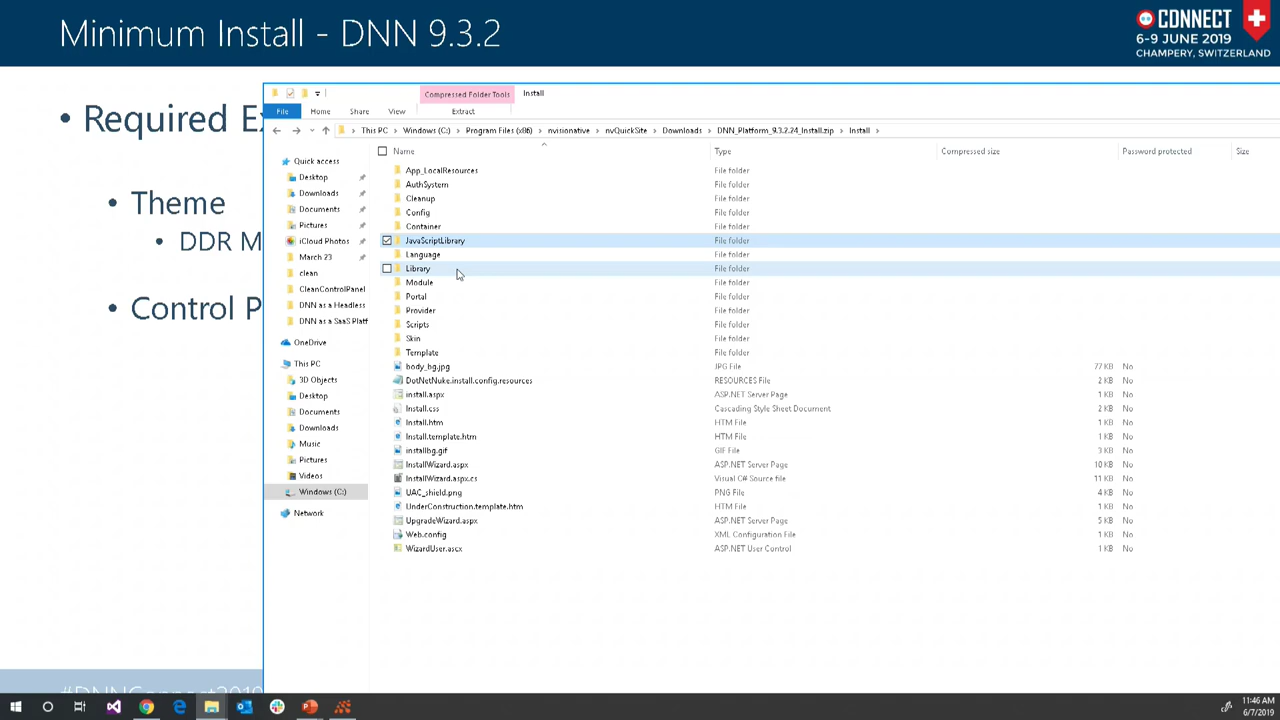 Minimum Install - DNN 9.3.2
CONNECT
6-9 JUNE 2019
CHAMPERY, SWITZERLAND
• Required E
• Theme
• DDR M
• Control P
Compressed Folder Tools
Install
File
Home
Share
View
Extract
This PC > Windows (C:) > Program Files (x86) > nvisionative > nvQuickSite > Downloads > DNN_Platform_9.3.2.24_Install.zip > Install >
Name Type Compressed size Password protected Size
Quick access
Desktop
Downloads
Documents
Pictures
iCloud Photos
March 23
clean
CleanControlPanel
DNN as a Headless
DNN as a SaaS Platf
OneDrive
This PC
3D Objects
Desktop
Documents
Downloads
Music
Pictures
Videos
Windows (C:)
Network
App_LocalResources File folder
AuthSystem File folder
Cleanup File folder
Config File folder
Container File folder
JavaScriptLibrary File folder
Language File folder
Library File folder
Module File folder
Portal File folder
Provider File folder
Scripts File folder
Skin File folder
Template File folder
body_bg.jpg JPG File 77 KB No
DotNetNuke.install.config.resources RESOURCES File 2 KB No
install.aspx ASP.NET Server Page 1 KB No
Install.css Cascading Style Sheet Document 2 KB No
Install.htm HTM File 1 KB No
Install.template.htm HTM File 1 KB No
installbg.gif GIF File 3 KB No
InstallWizard.aspx ASP.NET Server Page 10 KB No
InstallWizard.aspx.cs Visual C# Source file 11 KB No
UAC_shield.png PNG File 4 KB No
UnderConstruction.template.htm HTM File 1 KB No
UpgradeWizard.aspx ASP.NET Server Page 5 KB No
Web.config XML Configuration File 1 KB No
WizardUser.ascx ASP.NET User Control 1 KB No
#DNNConnect2019
11:46 AM
6/7/2019